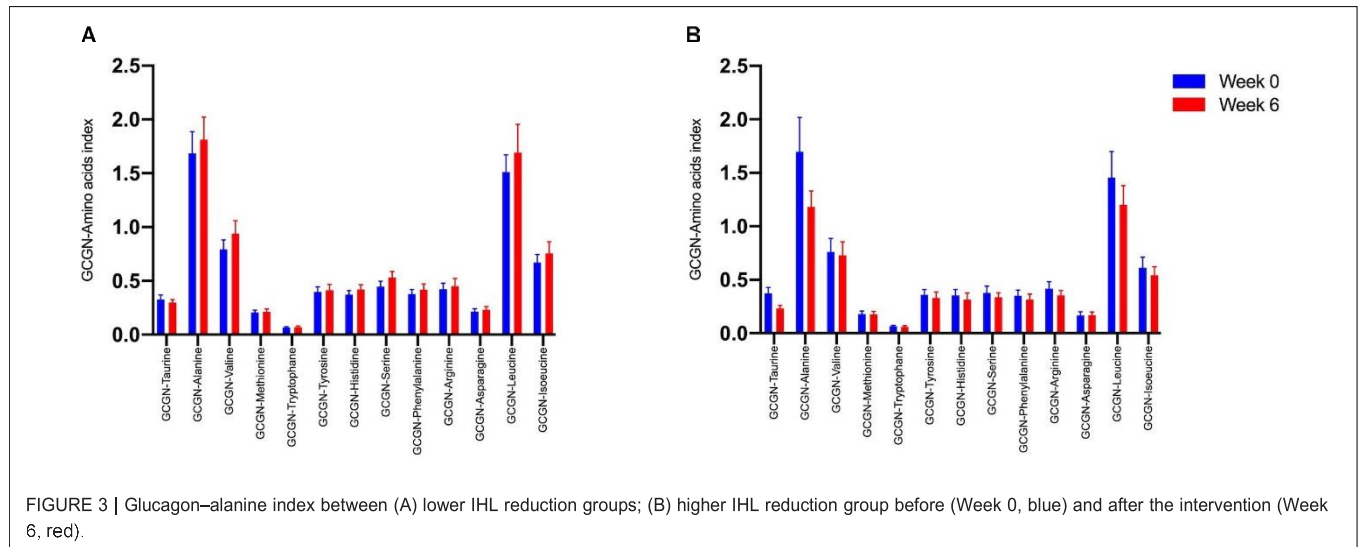 A
2.5
2.0
1.5
1.0
0.5
0.0
GCGN-Amino acids index
GCGN-Taurine
GCGN-Alanine
GCGN-Valine
GCGN-Methionine
GCGN-Tryptophane
GCGN-Tyrosine
GCGN-Histidine
GCGN-Serine
GCGN-Phenylalanine
GCGN-Arginine
GCGN-Asparagine
GCGN-Leucine
GCGN-Isoeucine
B
2.5
2.0
1.5
1.0
0.5
0.0
GCGN-Amino acids index
GCGN-Taurine
GCGN-Alanine
GCGN-Valine
GCGN-Methionine
GCGN-Tryptophane
GCGN-Tyrosine
GCGN-Histidine
GCGN-Serine
GCGN-Phenylalanine
GCGN-Arginine
GCGN-Asparagine
GCGN-Leucine
GCGN-Isoeucine
Week 0
Week 6
FIGURE 3 | Glucagon–alanine index between (A) lower IHL reduction groups; (B) higher IHL reduction group before (Week 0, blue) and after the intervention (Week
6, red).